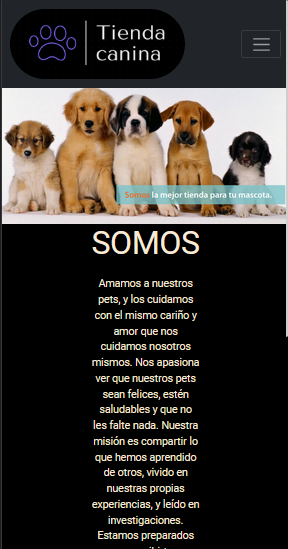 Tienda
canina
Somos la mejor tienda para tu mascota.
SOMOS
Amamos a nuestros
pets, y los cuidamos
con el mismo cariño y
amor que nos
cuidamos nosotros
mismos. Nos apasiona
ver que nuestros pets
sean felices, estén
saludables y que no
les falte nada. Nuestra
misión es compartir lo
que hemos aprendido
de otros, vivido en
nuestras propias
experiencias, y leído en
investigaciones.
Estamos preparados